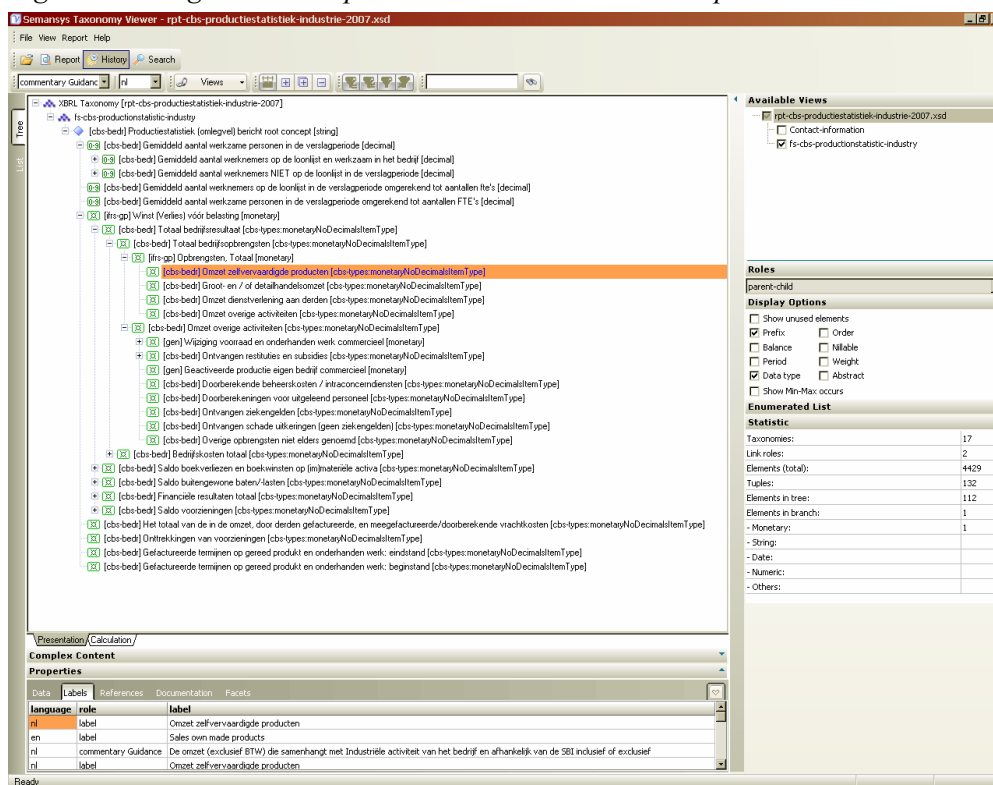 Semansys Taxonomy Viewer - rpt-cbs-productiestatistiek-industrie-2007.xsd
File View Report Help
Report History Search
commentary Guidanc nl Views
Tree
List
XBRL Taxonomy [rpt-cbs-productiestatistiek-industrie-2007]
fs-cbs-productionstatistic-industry
[cbs-bedr] Productiestatistiek (omlegvel) bericht root concept [string]
[cbs-bedr] Gemiddeld aantal werkzame personen in de verslagperiode [decimal]
[cbs-bedr] Gemiddeld aantal werknemers op de loonlijst en werkzaam in het bedrijf [decimal]
[cbs-bedr] Gemiddeld aantal werknemers NIET op de loonlijst in de verslagperiode [decimal]
[cbs-bedr] Gemiddeld aantal werknemers op de loonlijst in de verslagperiode omgerekend tot aantallen fte's [decimal]
[cbs-bedr] Gemiddeld aantal werkzame personen in de verslagperiode omgerekend tot aantallen FTE's [decimal]
[ifrs-gp] Winst (Verlies) vóór belasting [monetary]
[cbs-bedr] Totaal bedrijfsresultaat [cbs-types:monetaryNoDecimalsItemType]
[cbs-bedr] Totaal bedrijfsopbrengsten [cbs-types:monetaryNoDecimalsItemType]
[ifrs-gp] Opbrengsten, Totaal [monetary]
[cbs-bedr] Omzet zelfvervaardigde producten [cbs-types:monetaryNoDecimalsItemType]
[cbs-bedr] Groot- en / of detailhandelsomzet [cbs-types:monetaryNoDecimalsItemType]
[cbs-bedr] Omzet dienstverlening aan derden [cbs-types:monetaryNoDecimalsItemType]
[cbs-bedr] Omzet overige activiteiten [cbs-types:monetaryNoDecimalsItemType]
[cbs-bedr] Omzet overige activiteiten [cbs-types:monetaryNoDecimalsItemType]
[gen] Wijziging voorraad en onderhanden werk commercieel [monetary]
[cbs-bedr] Ontvangen restituties en subsidies [cbs-types:monetaryNoDecimalsItemType]
[gen] Geactiveerde productie eigen bedrijf commercieel [monetary]
[cbs-bedr] Doorberekende beheerskosten / intraconcerndiensten [cbs-types:monetaryNoDecimalsItemType]
[cbs-bedr] Doorberekeningen voor uitgeleend personeel [cbs-types:monetaryNoDecimalsItemType]
[cbs-bedr] Ontvangen ziekengelden [cbs-types:monetaryNoDecimalsItemType]
[cbs-bedr] Ontvangen schade uitkeringen (geen ziekengelden) [cbs-types:monetaryNoDecimalsItemType]
[cbs-bedr] Overige opbrengsten niet elders genoemd [cbs-types:monetaryNoDecimalsItemType]
[cbs-bedr] Bedrijfskosten totaal [cbs-types:monetaryNoDecimalsItemType]
[cbs-bedr] Saldo boekverliezen en boekwinsten op (im)materiële activa [cbs-types:monetaryNoDecimalsItemType]
[cbs-bedr] Saldo buitengewone baten/-lasten [cbs-types:monetaryNoDecimalsItemType]
[cbs-bedr] Financiële resultaten totaal [cbs-types:monetaryNoDecimalsItemType]
[cbs-bedr] Saldo voorzieningen [cbs-types:monetaryNoDecimalsItemType]
[cbs-bedr] Het totaal van de in de omzet, door derden gefactureerde, en meegefactureerde/doorberekende vrachtkosten [cbs-types:monetaryNoDecimalsItemType]
[cbs-bedr] Onttrekkingen van voorzieningen [cbs-types:monetaryNoDecimalsItemType]
[cbs-bedr] Gefactureerde termijnen op gereed produkt en onderhanden werk: eindstand [cbs-types:monetaryNoDecimalsItemType]
[cbs-bedr] Gefactureerde termijnen op gereed produkt en onderhanden werk: beginstand [cbs-types:monetaryNoDecimalsItemType]
Presentation Calculation
Complex Content
Properties
Data Labels References Documentation Facets
language role label
nl label Omzet zelfvervaardigde producten
en label Sales own made products
nl commentary Guidance De omzet (exclusief BTW) die samenhangt met Industriële activiteit van het bedrijf en afhankelijk van de SBI inclusief of exclusief
nl label Omzet zelfvervaardigde producten
Ready
Available Views
rpt-cbs-productiestatistiek-industrie-2007.xsd
Contact-information
fs-cbs-productionstatistic-industry
Roles
parent-child
Display Options
Show unused elements
Prefix Order
Balance Nillable
Period Weight
Data type Abstract
Show Min-Max occurs
Enumerated List
Statistic
Taxonomies: 17
Link roles: 2
Elements (total): 4429
Tuples: 132
Elements in tree: 112
Elements in branch: 1
- Monetary: 1
- String:
- Date:
- Numeric:
- Others: